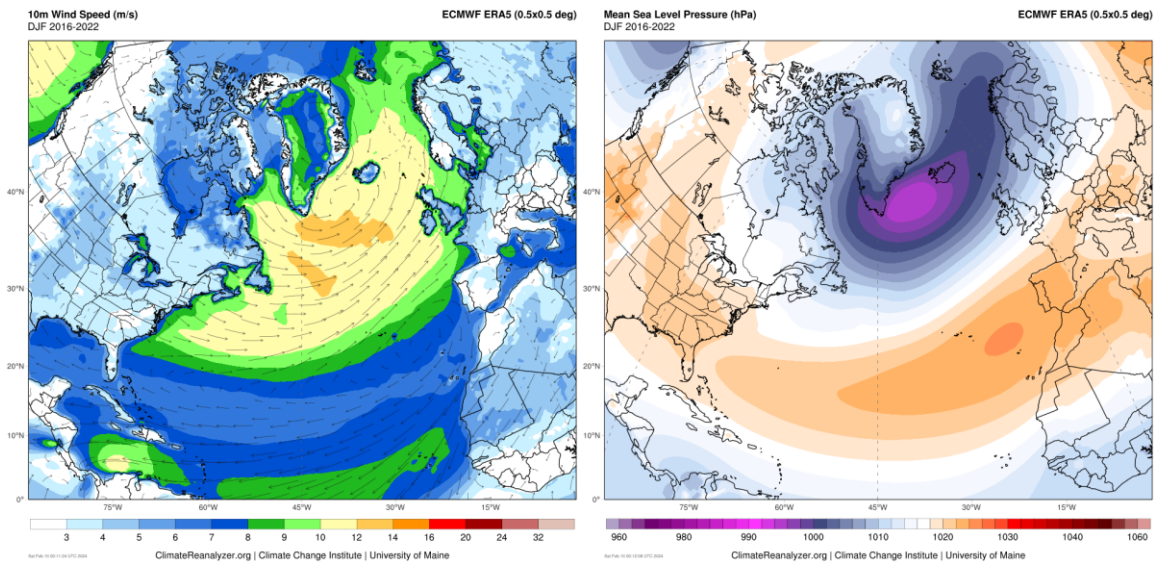 10m Wind Speed (m/s)
ECMWF ERA5 (0.5x0.5 deg)
DJF 2016-2022
40°N
30°N
20°N
10°N
0°
75°W
60°W
45°W
30°W
15°W
3 4 5 6 7 8 9 10 12 14 16 20 24 32
ClimateReanalyzer.org | Climate Change Institute | University of Maine
Mean Sea Level Pressure (hPa)
ECMWF ERA5 (0.5x0.5 deg)
DJF 2016-2022
40°N
30°N
20°N
10°N
0°
75°W
60°W
45°W
30°W
15°W
960 980 990 1000 1010 1020 1030 1040 1060
ClimateReanalyzer.org | Climate Change Institute | University of Maine